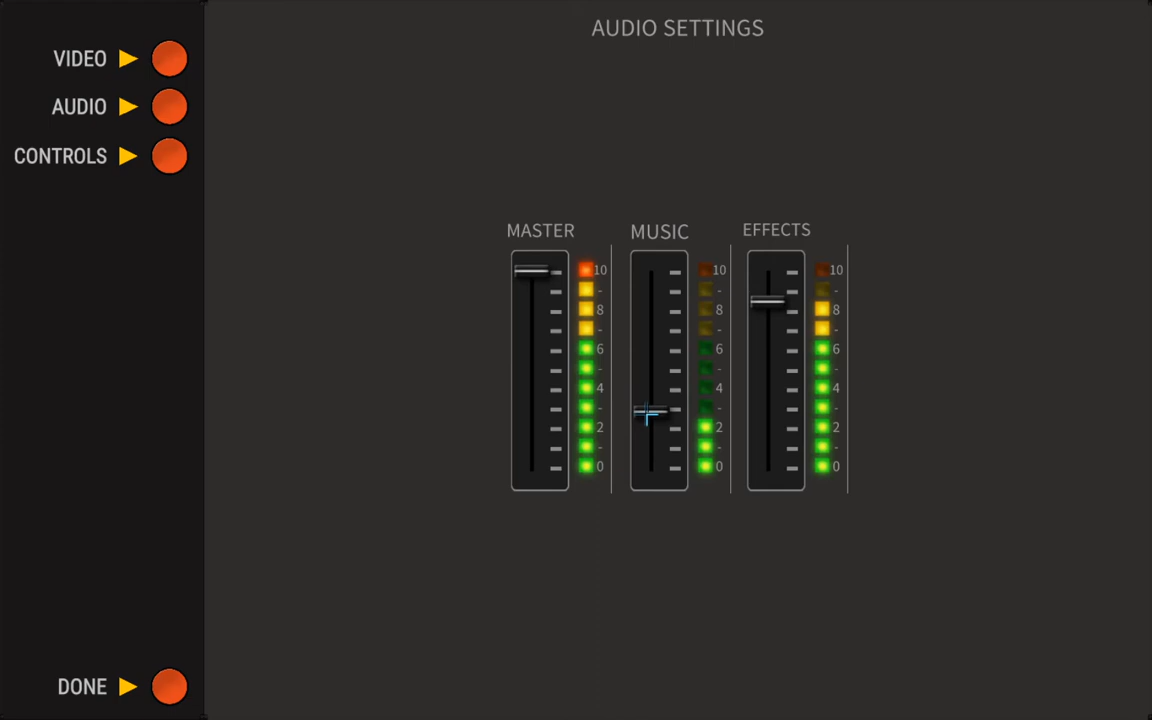 AUDIO SETTINGS
VIDEO
AUDIO
CONTROLS
MASTER MUSIC EFFECTS
10 10 10
- - -
8 8 8
- - -
6 6 6
- - -
4 4 4
- - -
2 2 2
- - -
0 0 0
DONE